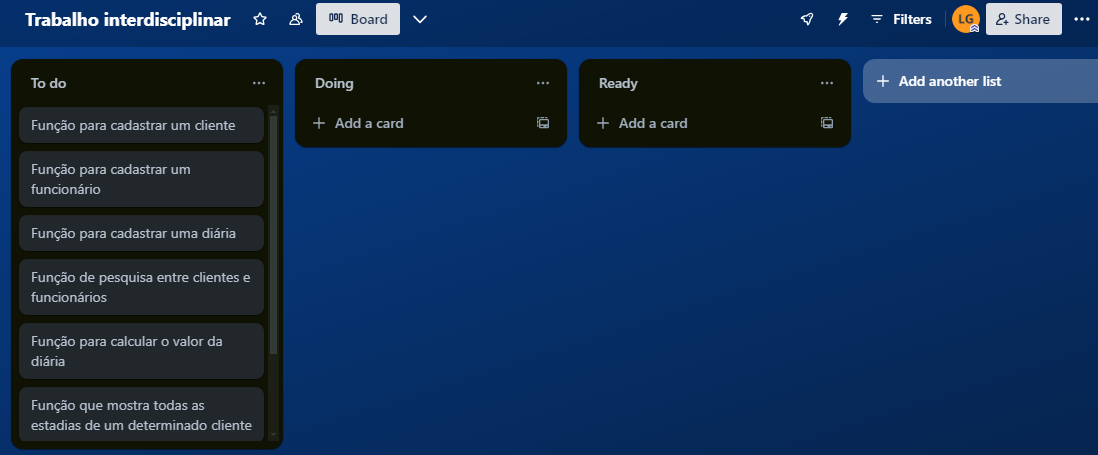 Trabalho interdisciplinar
Board
Filters
LG
Share
To do
Função para cadastrar um cliente
Função para cadastrar um
funcionário
Função para cadastrar uma diária
Função de pesquisa entre clientes e
funcionários
Função para calcular o valor da
diária
Função que mostra todas as
estadias de um determinado cliente
Doing
Add a card
Ready
Add a card
Add another list